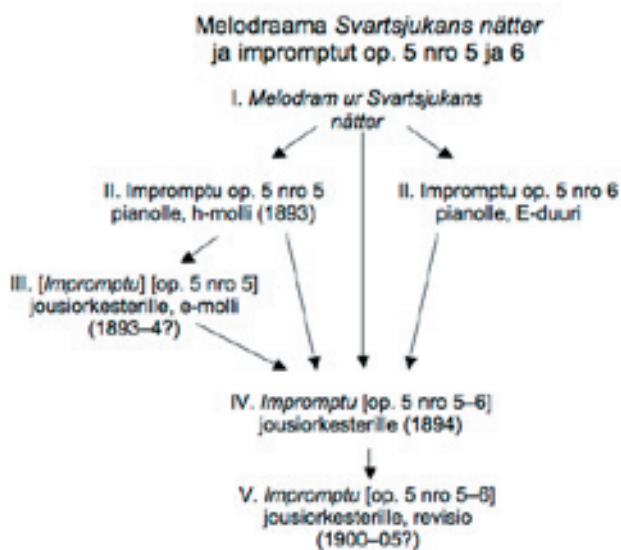 Melodraama Svartsjukans nätter
ja impromptut op. 5 nro 5 ja 6
I. Melodram ur Svartsjukans
nätter
II. Impromptu op. 5 nro 5
pianolle, h-molli (1893)
II. Impromptu op. 5 nro 6
pianolle, E-duuri
III. [Impromptu] [op. 5 nro 5]
jousiorkesterille, e-molli
(1893–4?)
IV. Impromptu [op. 5 nro 5–6]
jousiorkesterille (1894)
V. Impromptu [op. 5 nro 5–6]
jousiorkesterille, revisio
(1900–05?)